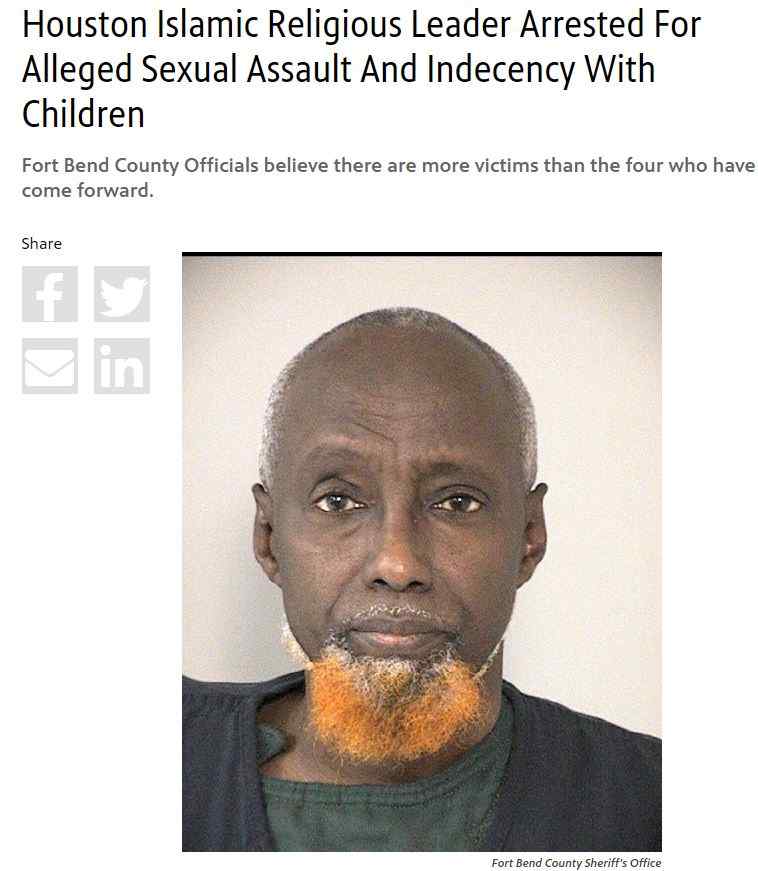 Houston Islamic Religious Leader Arrested For
Alleged Sexual Assault And Indecency With
Children
Fort Bend County Officials believe there are more victims than the four who have
come forward.
Share
Fort Bend County Sheriff's Office